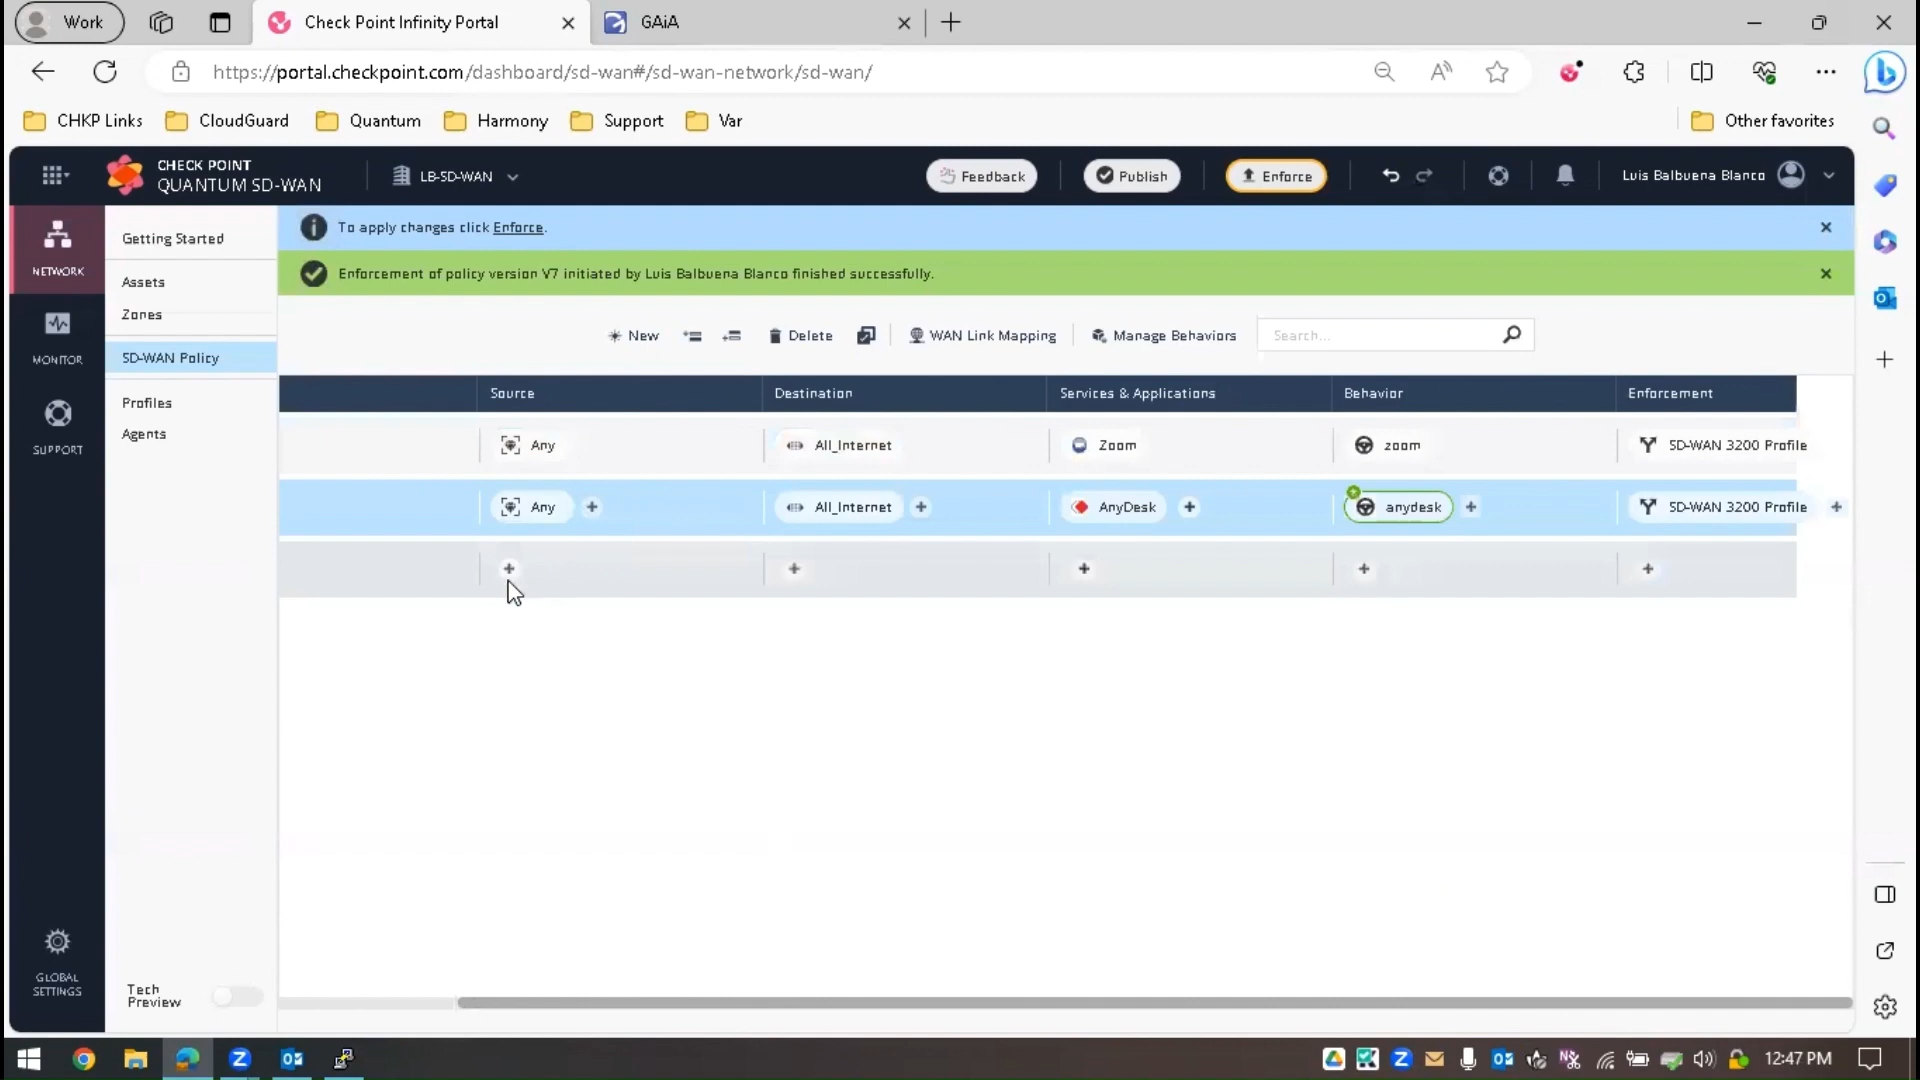 Work
Check Point Infinity Portal
GAiA
https://portal.checkpoint.com/dashboard/sd-wan#/sd-wan-network/sd-wan/
CHKP Links
CloudGuard
Quantum
Harmony
Support
Var
Other favorites
CHECK POINT
QUANTUM SD-WAN
LB-SD-WAN
Feedback
Publish
Enforce
Luis Balbuena Blanco
NETWORK
MONITOR
SUPPORT
GLOBAL
SETTINGS
Getting Started
Assets
Zones
SD-WAN Policy
Profiles
Agents
Tech
Preview
To apply changes click Enforce.
Enforcement of policy version V7 initiated by Luis Balbuena Blanco finished successfully.
New
Delete
WAN Link Mapping
Manage Behaviors
Search...
Source Destination Services & Applications Behavior Enforcement
Any All_Internet Zoom zoom SD-WAN 3200 Profile
Any + All_Internet + AnyDesk + anydesk + SD-WAN 3200 Profile +
+ + + + +
12:47 PM